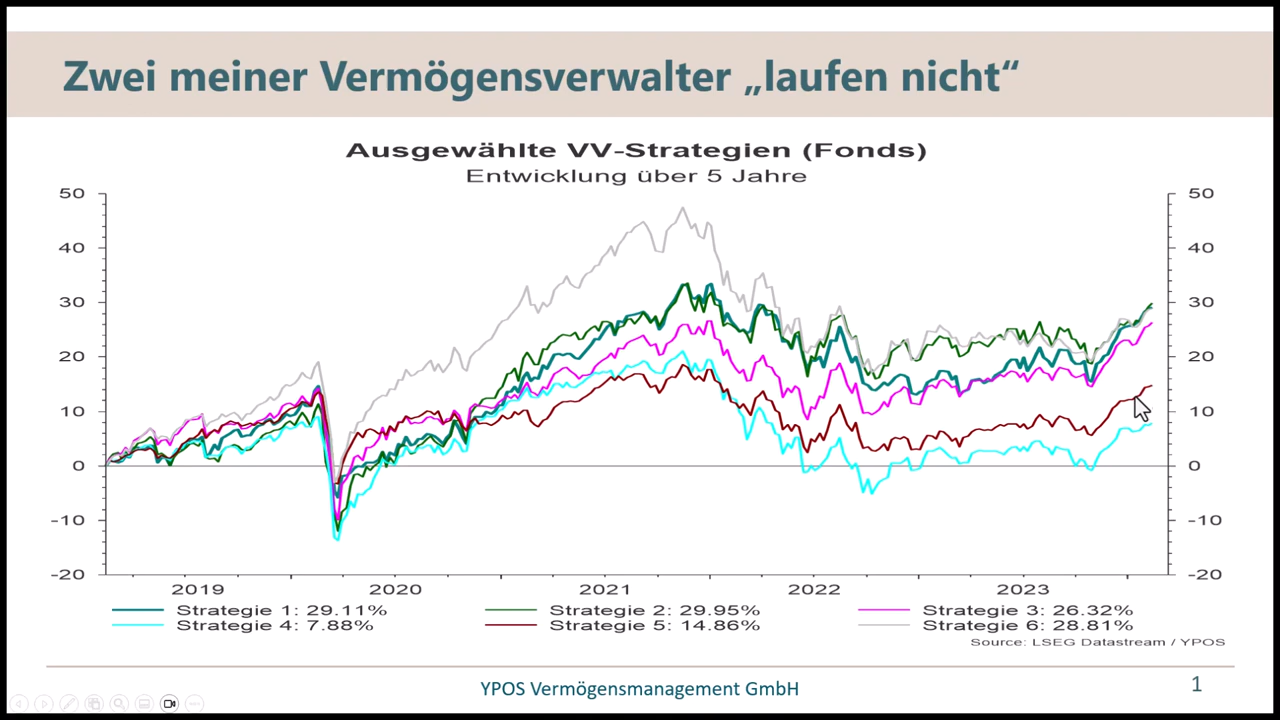 Zwei meiner Vermögensverwalter „laufen nicht“
Ausgewählte VV-Strategien (Fonds)
Entwicklung über 5 Jahre
50 50
40 40
30 30
20 20
10 10
0 0
-10 -10
-20 -20
2019 2020 2021 2022 2023
Strategie 1: 29.11% Strategie 2: 29.95% Strategie 3: 26.32%
Strategie 4: 7.88% Strategie 5: 14.86% Strategie 6: 28.81%
Source: LSEG Datastream / YPOS
YPOS Vermögensmanagement GmbH 1